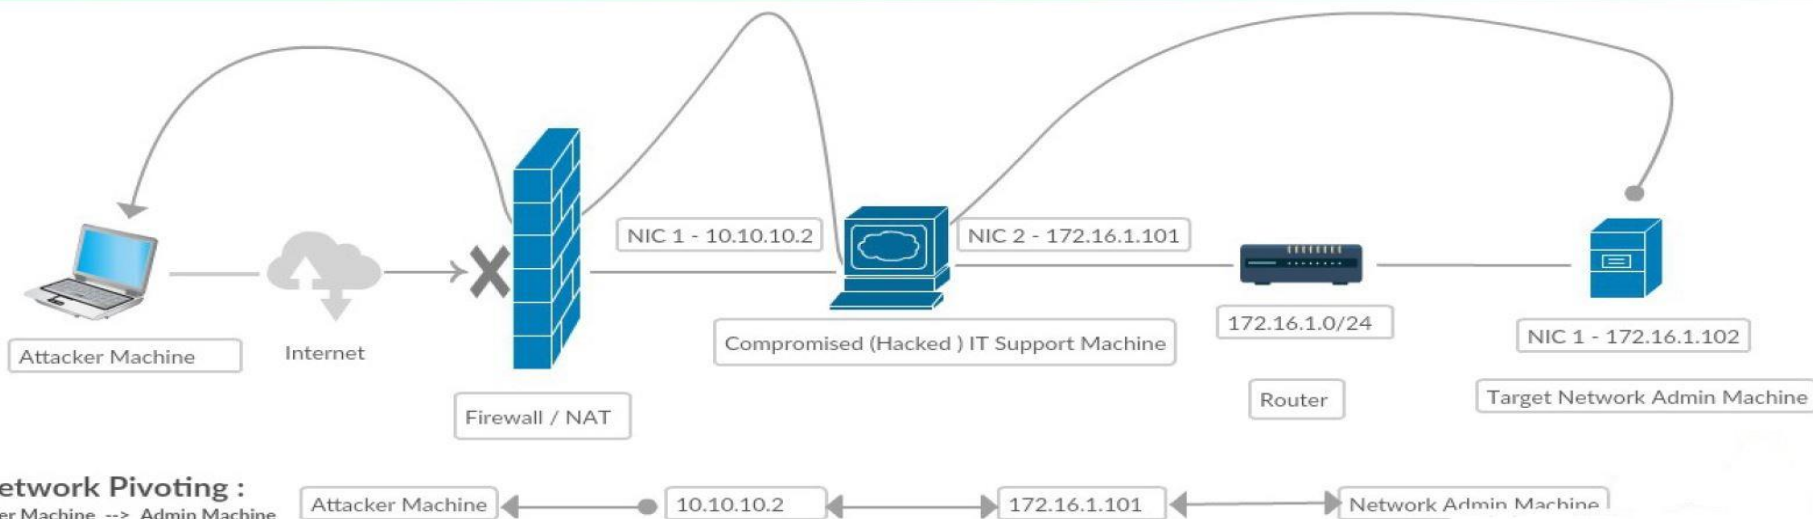 NIC 1 - 10.10.10.2
NIC 2 - 172.16.1.101
Attacker Machine
Internet
Compromised (Hacked ) IT Support Machine
172.16.1.0/24
NIC 1 - 172.16.1.102
Firewall / NAT
Router
Target Network Admin Machine
etwork Pivoting :
er Machine --> Admin Machine
Attacker Machine
10.10.10.2
172.16.1.101
Network Admin Machine